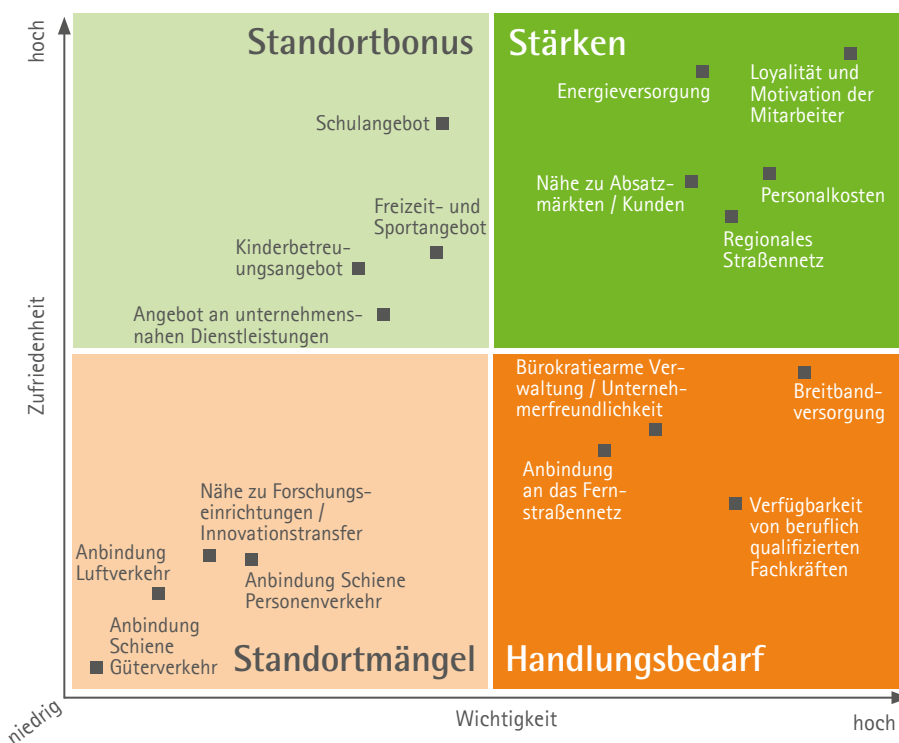 hoch
Zufriedenheit
Standortbonus
Schulangebot
Freizeit- und
Sportangebot
Kinderbetreu-
ungsangebot
Angebot an unternehmens-
nahen Dienstleistungen
Stärken
Energieversorgung
Loyalität und
Motivation der
Mitarbeiter
Nähe zu Absatz-
märkten / Kunden
Personalkosten
Regionales
Straßennetz
Nähe zu Forschungs-
einrichtungen /
Innovationstransfer
Anbindung
Luftverkehr
Anbindung Schiene
Personenverkehr
Anbindung
Schiene
Güterverkehr
Standortmängel
Bürokratiearme Ver-
waltung / Unterneh-
merfreundlichkeit
Breitband-
versorgung
Anbindung
an das Fern-
straßennetz
Verfügbarkeit
von beruflich
qualifizierten
Fachkräften
Handlungsbedarf
niedrig
Wichtigkeit
hoch